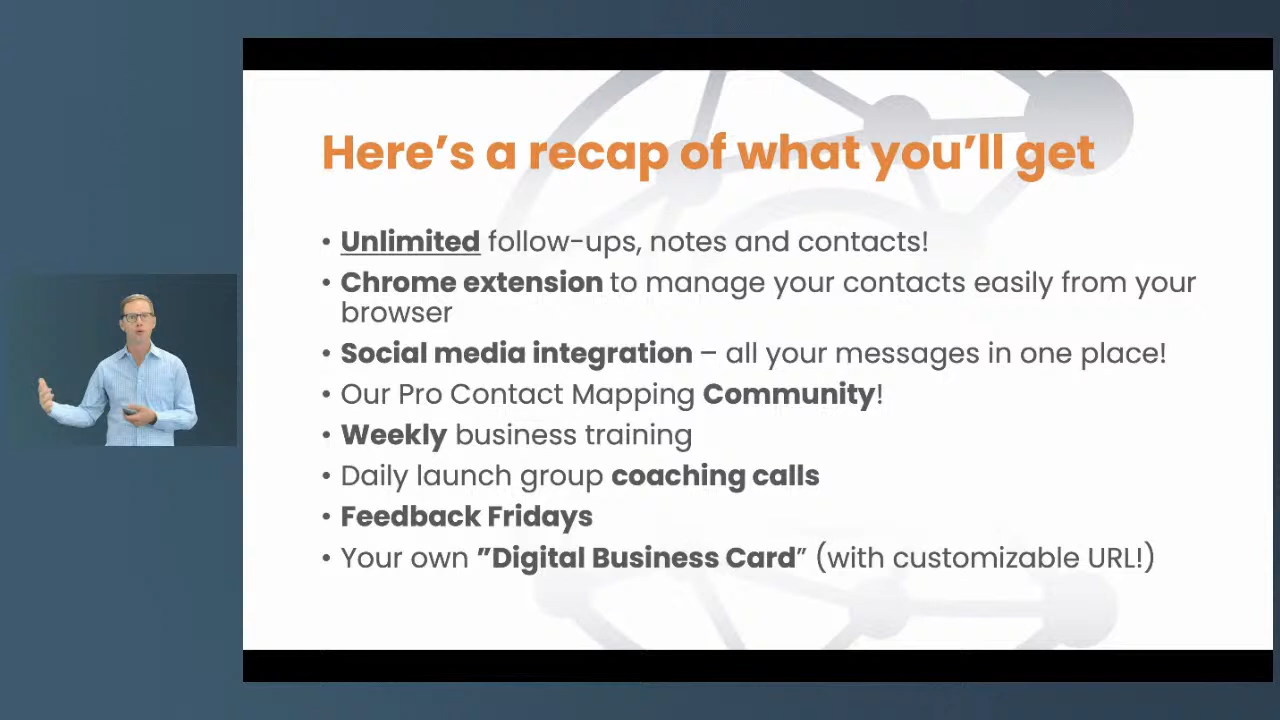 Here’s a recap of what you’ll get
• Unlimited follow-ups, notes and contacts!
• Chrome extension to manage your contacts easily from your
browser
• Social media integration – all your messages in one place!
• Our Pro Contact Mapping Community!
• Weekly business training
• Daily launch group coaching calls
• Feedback Fridays
• Your own ”Digital Business Card” (with customizable URL!)